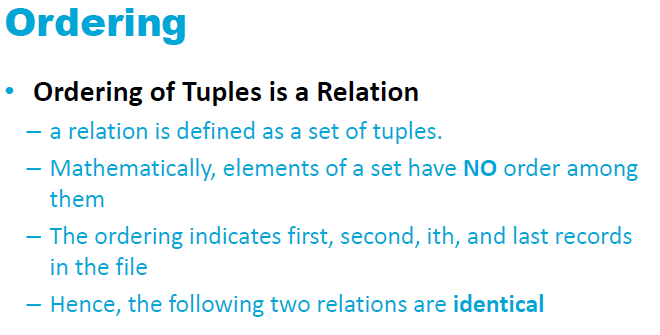 Ordering
• Ordering of Tuples is a Relation
– a relation is defined as a set of tuples.
– Mathematically, elements of a set have NO order among
them
– The ordering indicates first, second, ith, and last records
in the file
– Hence, the following two relations are identical